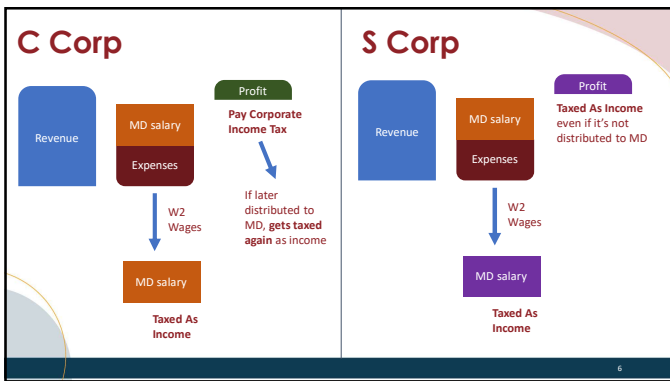 C Corp
Revenue
MD salary
Expenses
Profit
Pay Corporate
Income Tax
If later
distributed to
MD, gets taxed
again as income
W2
Wages
MD salary
Taxed As
Income
S Corp
Revenue
MD salary
Expenses
Profit
Taxed As Income
even if it's not
distributed to MD
W2
Wages
MD salary
Taxed As
Income
6